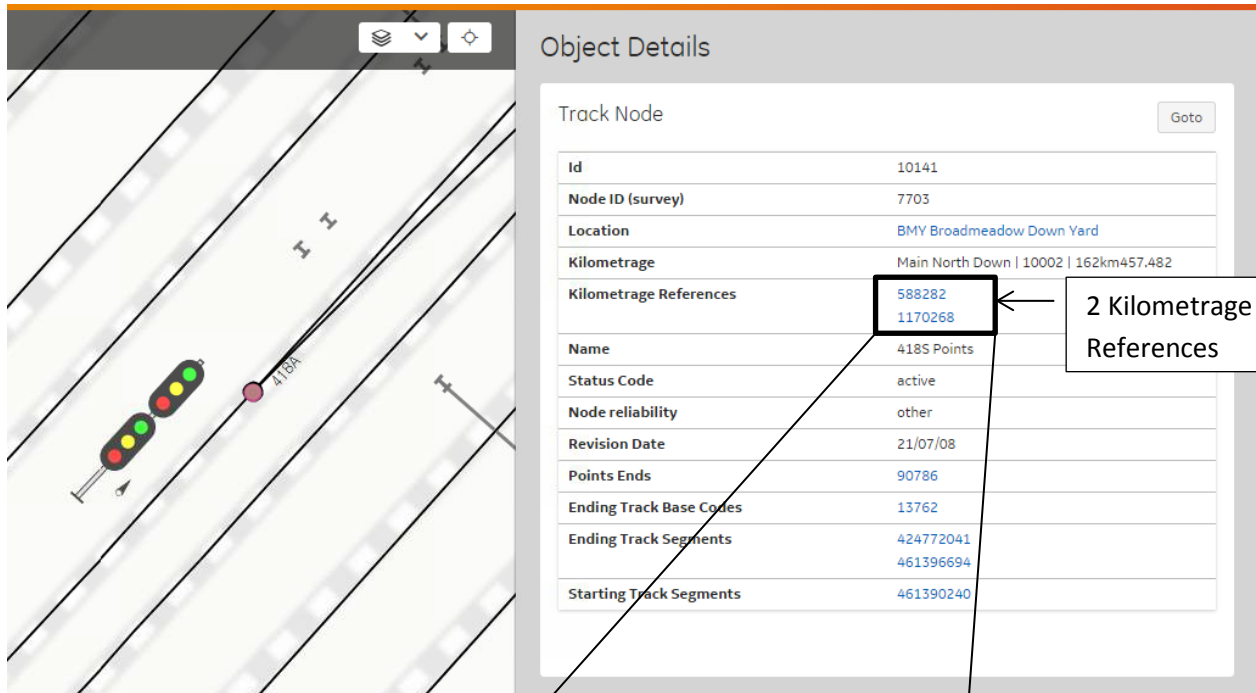 Object Details
Track Node
Goto
Id 10141
Node ID (survey) 7703
Location BMY Broadmeadow Down Yard
Kilometrage Main North Down | 10002 | 162km457.482
Kilometrage References 588282
1170268
2 Kilometrage
References
Name 418S Points
Status Code active
Node reliability other
Revision Date 21/07/08
Points Ends 90786
Ending Track Base Codes 13762
Ending Track Segments 424772041
461396694
Starting Track Segments 461390240
418A